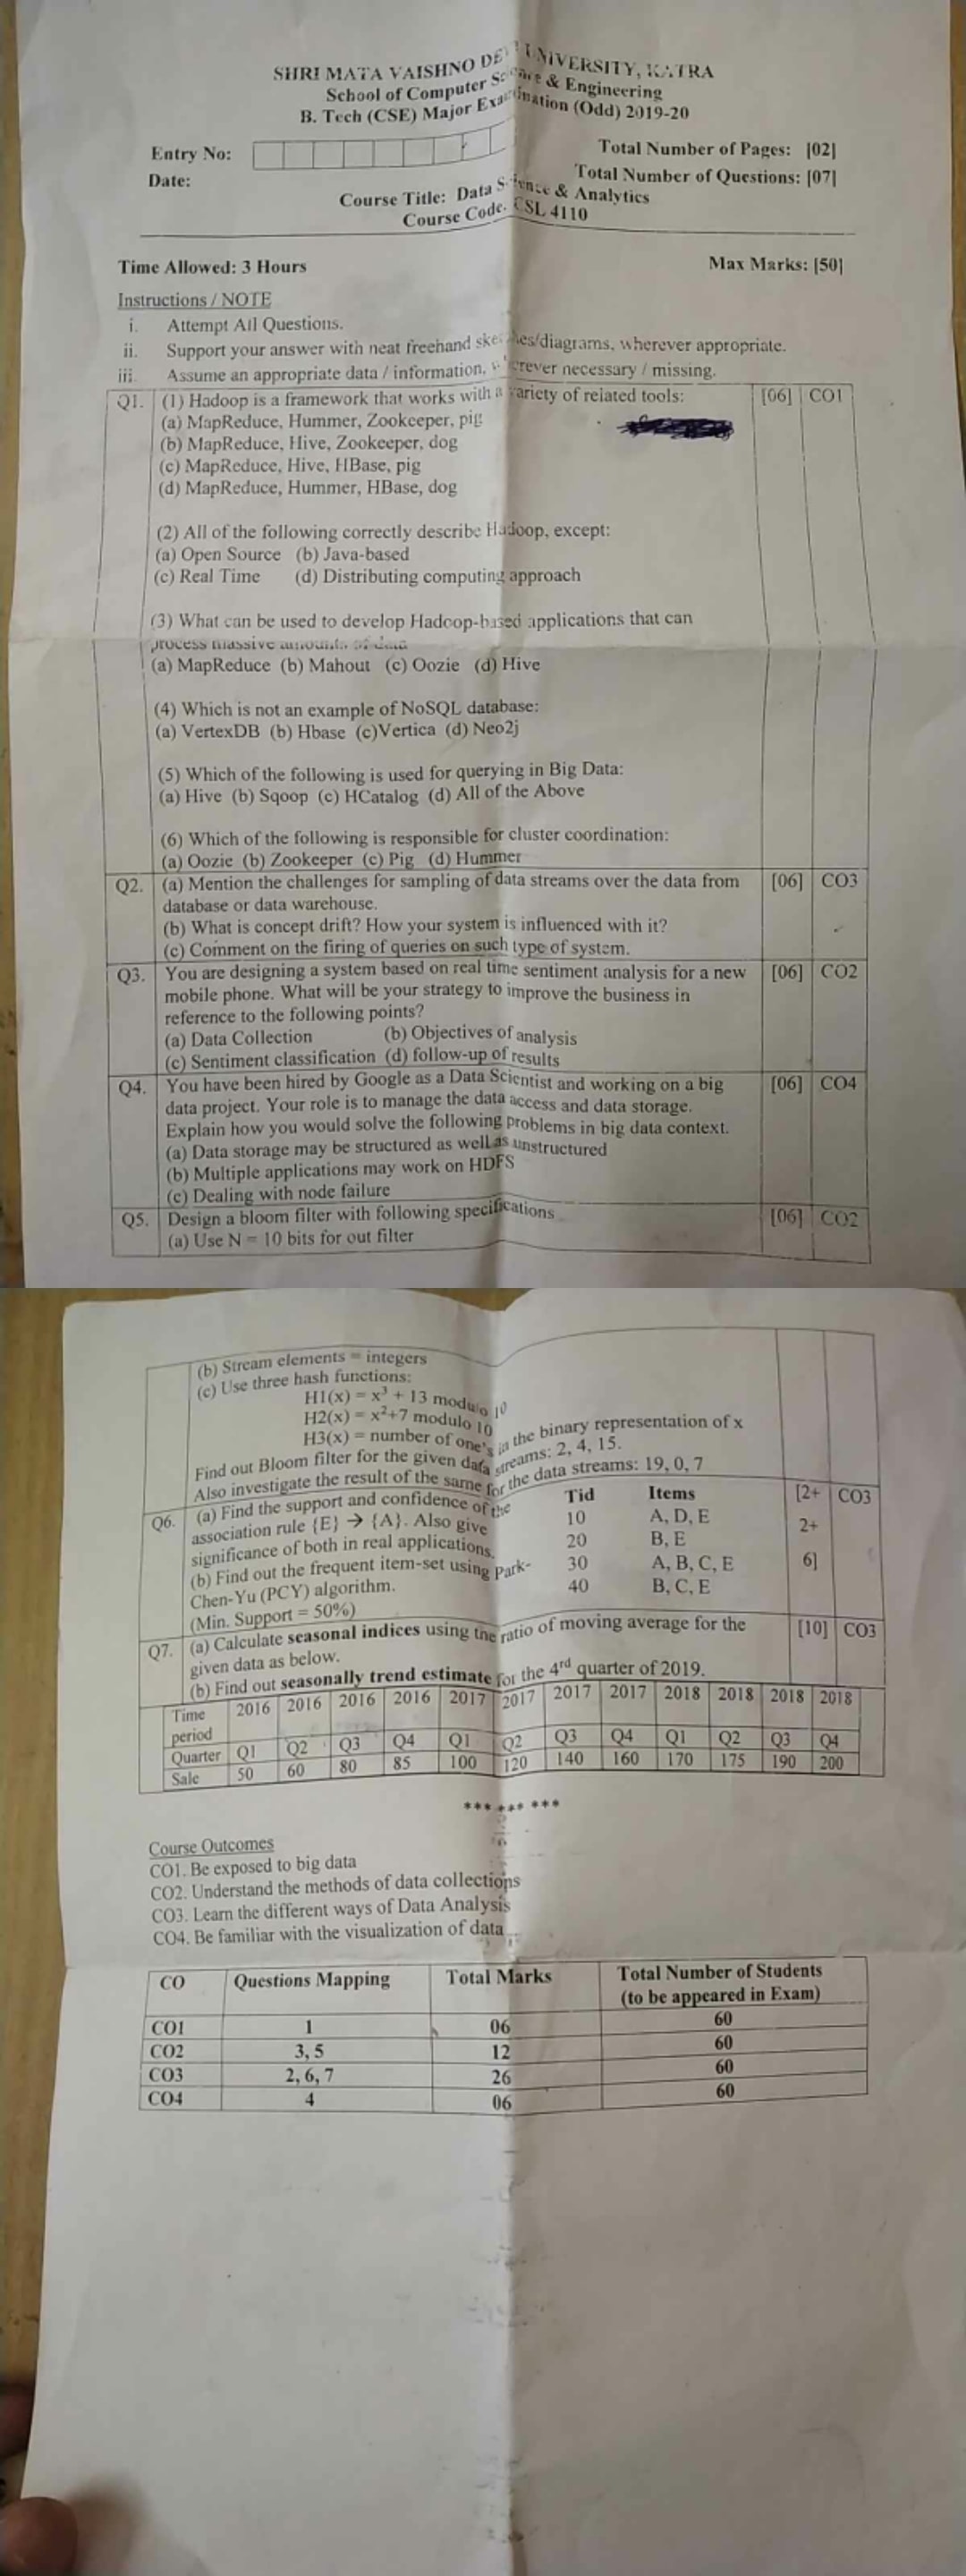 SHRI MATA VAISHNO DEVI UNIVERSITY, KATRA
School of Computer Science & Engineering
B. Tech (CSE) Major Examination (Odd) 2019-20
Entry No:
Total Number of Pages: [02]
Date:
Total Number of Questions: [07]
Course Title: Data Science & Analytics
Course Code. CSL 4110
Time Allowed: 3 Hours
Max Marks: [50]
Instructions / NOTE
i. Attempt All Questions.
ii. Support your answer with neat freehand sketches/diagrams, wherever appropriate.
iii. Assume an appropriate data / information, wherever necessary / missing.
Q1. (1) Hadoop is a framework that works with a variety of related tools: [06] CO1
(a) MapReduce, Hummer, Zookeeper, pig
(b) MapReduce, Hive, Zookeeper, dog
(c) MapReduce, Hive, HBase, pig
(d) MapReduce, Hummer, HBase, dog
(2) All of the following correctly describe Hadoop, except:
(a) Open Source (b) Java-based
(c) Real Time (d) Distributing computing approach
(3) What can be used to develop Hadoop-based applications that can
process massive amounts of data
(a) MapReduce (b) Mahout (c) Oozie (d) Hive
(4) Which is not an example of NoSQL database:
(a) VertexDB (b) Hbase (c)Vertica (d) Neo2j
(5) Which of the following is used for querying in Big Data:
(a) Hive (b) Sqoop (c) HCatalog (d) All of the Above
(6) Which of the following is responsible for cluster coordination:
(a) Oozie (b) Zookeeper (c) Pig (d) Hummer
Q2. (a) Mention the challenges for sampling of data streams over the data from [06] CO3
database or data warehouse.
(b) What is concept drift? How your system is influenced with it?
(c) Comment on the firing of queries on such type of system.
Q3. You are designing a system based on real time sentiment analysis for a new [06] CO2
mobile phone. What will be your strategy to improve the business in
reference to the following points?
(a) Data Collection (b) Objectives of analysis
(c) Sentiment classification (d) follow-up of results
Q4. You have been hired by Google as a Data Scientist and working on a big [06] CO4
data project. Your role is to manage the data access and data storage.
Explain how you would solve the following problems in big data context.
(a) Data storage may be structured as well as unstructured
(b) Multiple applications may work on HDFS
(c) Dealing with node failure
Q5. Design a bloom filter with following specifications [06] CO2
(a) Use N = 10 bits for out filter
(b) Stream elements = integers
(c) Use three hash functions:
H1(x) = x³ + 13 modulo 10
H2(x) = x²+7 modulo 10
H3(x) = number of one's in the binary representation of x
Find out Bloom filter for the given data streams: 2, 4, 15.
Also investigate the result of the same for the data streams: 19, 0, 7
Q6. (a) Find the support and confidence of the
association rule {E} → {A}. Also give
significance of both in real applications.
(b) Find out the frequent item-set using Park-
Chen-Yu (PCY) algorithm.
(Min. Support = 50%)
Tid Items [2+ CO3
10 A, D, E 2+
20 B, E
30 A, B, C, E 6]
40 B, C, E
Q7. (a) Calculate seasonal indices using the ratio of moving average for the [10] CO3
given data as below.
(b) Find out seasonally trend estimate for the 4rd quarter of 2019.
Time period 2016 2016 2016 2016 2017 2017 2017 2017 2018 2018 2018 2018
Quarter Q1 Q2 Q3 Q4 Q1 Q2 Q3 Q4 Q1 Q2 Q3 Q4
Sale 50 60 80 85 100 120 140 160 170 175 190 200
*** *** ***
Course Outcomes
CO1. Be exposed to big data
CO2. Understand the methods of data collections
CO3. Learn the different ways of Data Analysis
CO4. Be familiar with the visualization of data
CO Questions Mapping Total Marks Total Number of Students
(to be appeared in Exam)
CO1 1 06 60
CO2 3, 5 12 60
CO3 2, 6, 7 26 60
CO4 4 06 60